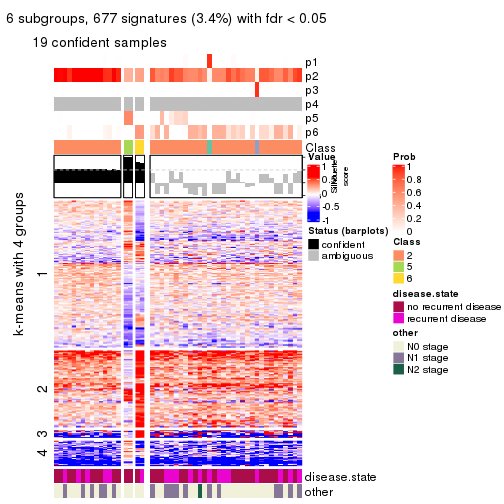 6 subgroups, 677 signatures (3.4%) with fdr < 0.05
19 confident samples
p1
p2
p3
p4
p5
p6
Class
Silhouette
score
k-means with 4 groups
1
2
3
4
disease.state
other
Value
1
0.5
0
-0.5
-1
Status (barplots)
confident
ambiguous
Prob
1
0.8
0.6
0.4
0.2
0
Class
2
5
6
disease.state
no recurrent disease
recurrent disease
other
N0 stage
N1 stage
N2 stage